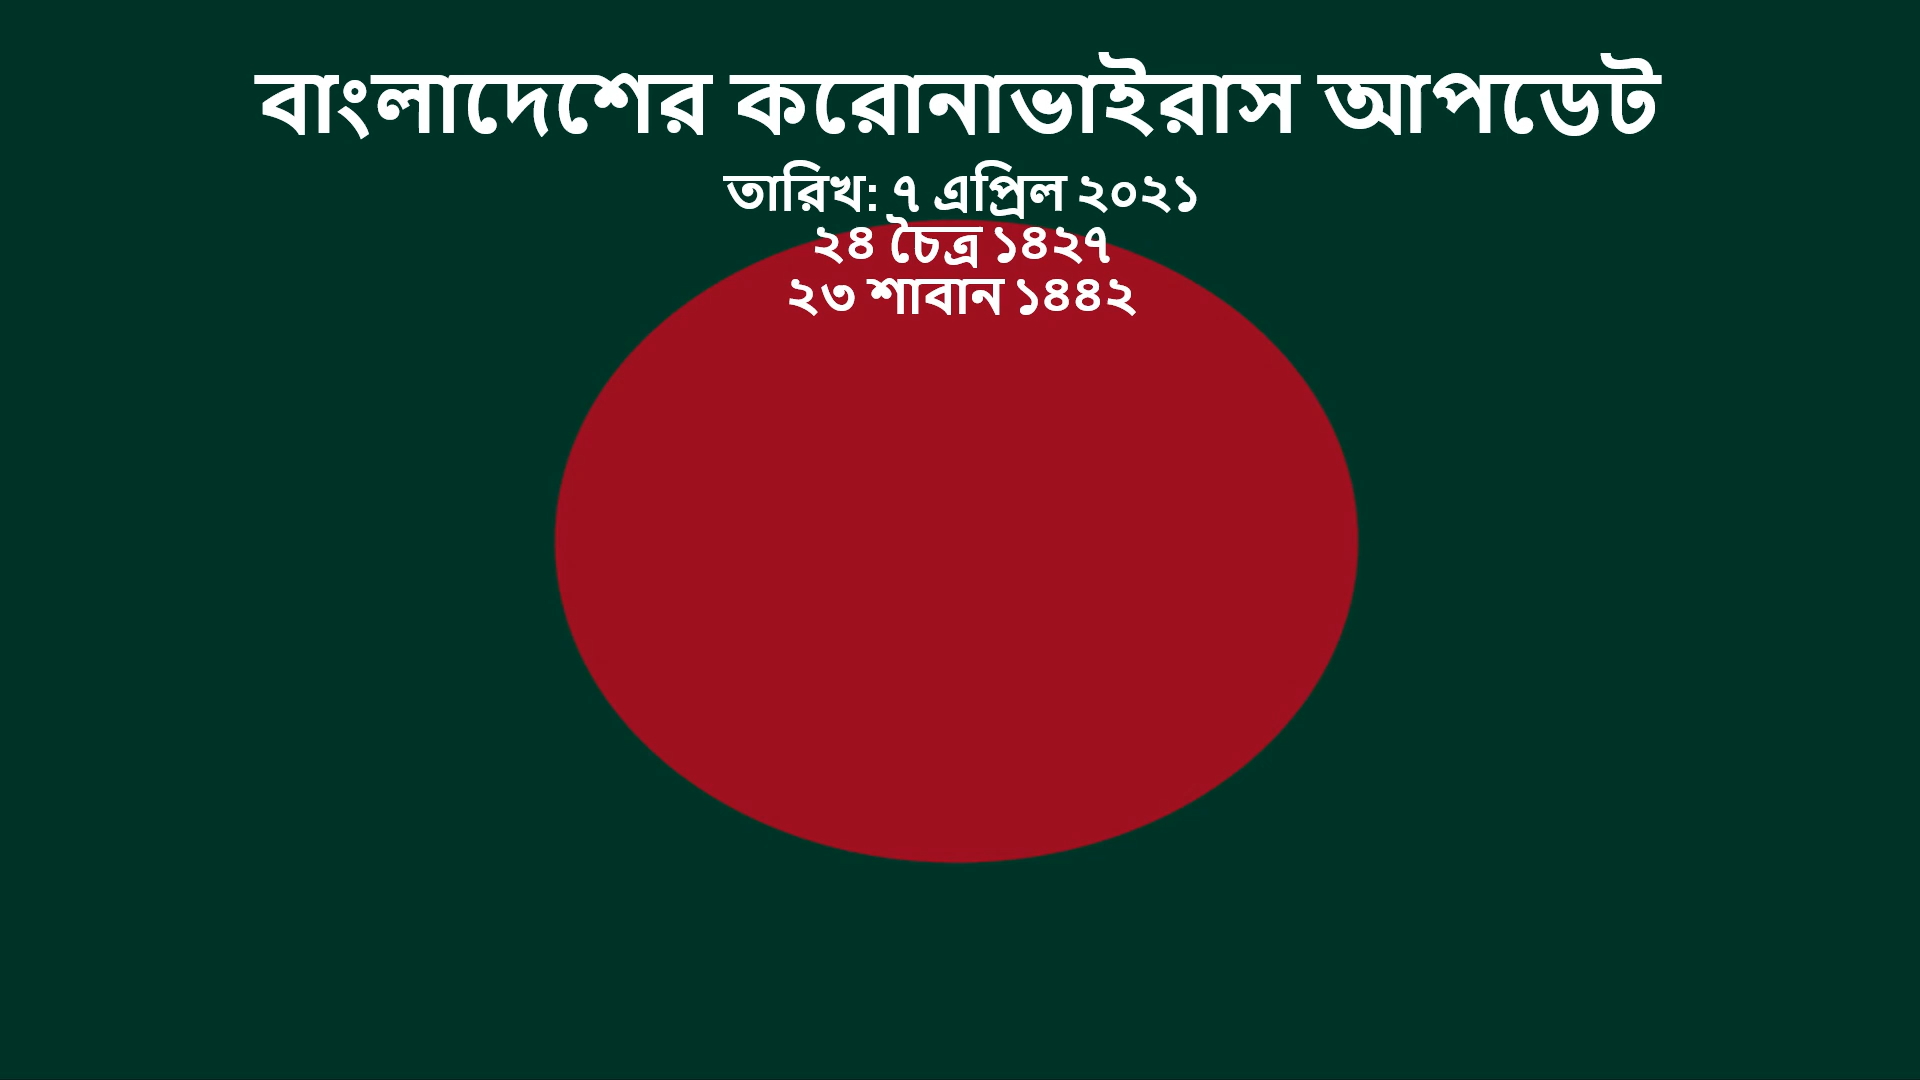 বাংলাদেশের করোনাভাইরাস আপডেট
তারিখ: ৭ এপ্রিল ২০২১
২৪ চৈত্র ১৪২৭
২৩ শাবান ১৪৪২